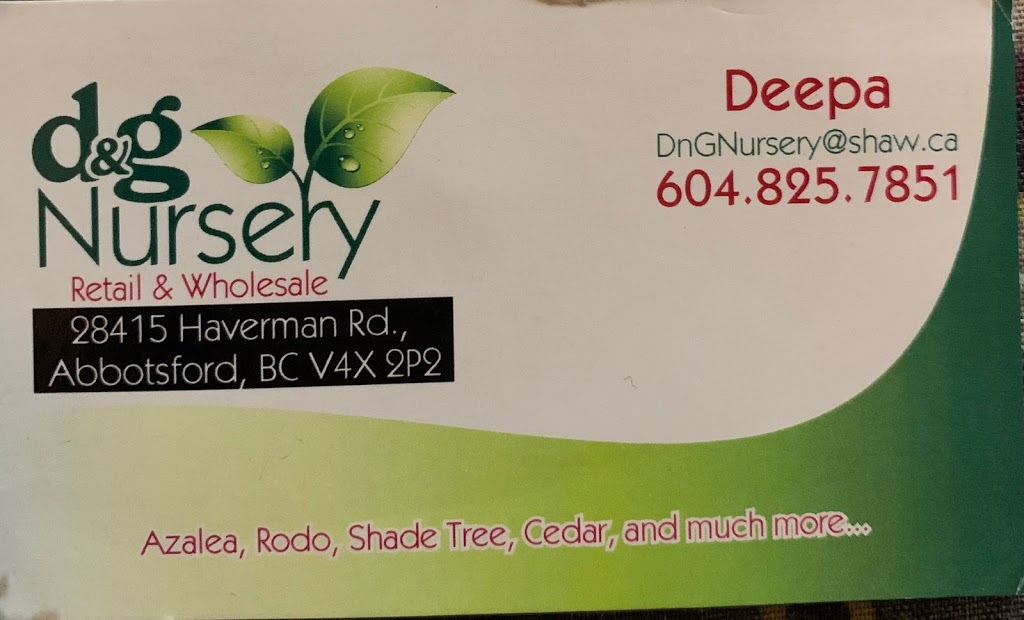 d&g
Nursery
Retail & Wholesale
28415 Haverman Rd.,
Abbotsford, BC V4X 2P2
Deepa
DnGNursery@shaw.ca
604.825.7851
Azalea, Rodo, Shade Tree, Cedar, and much more...